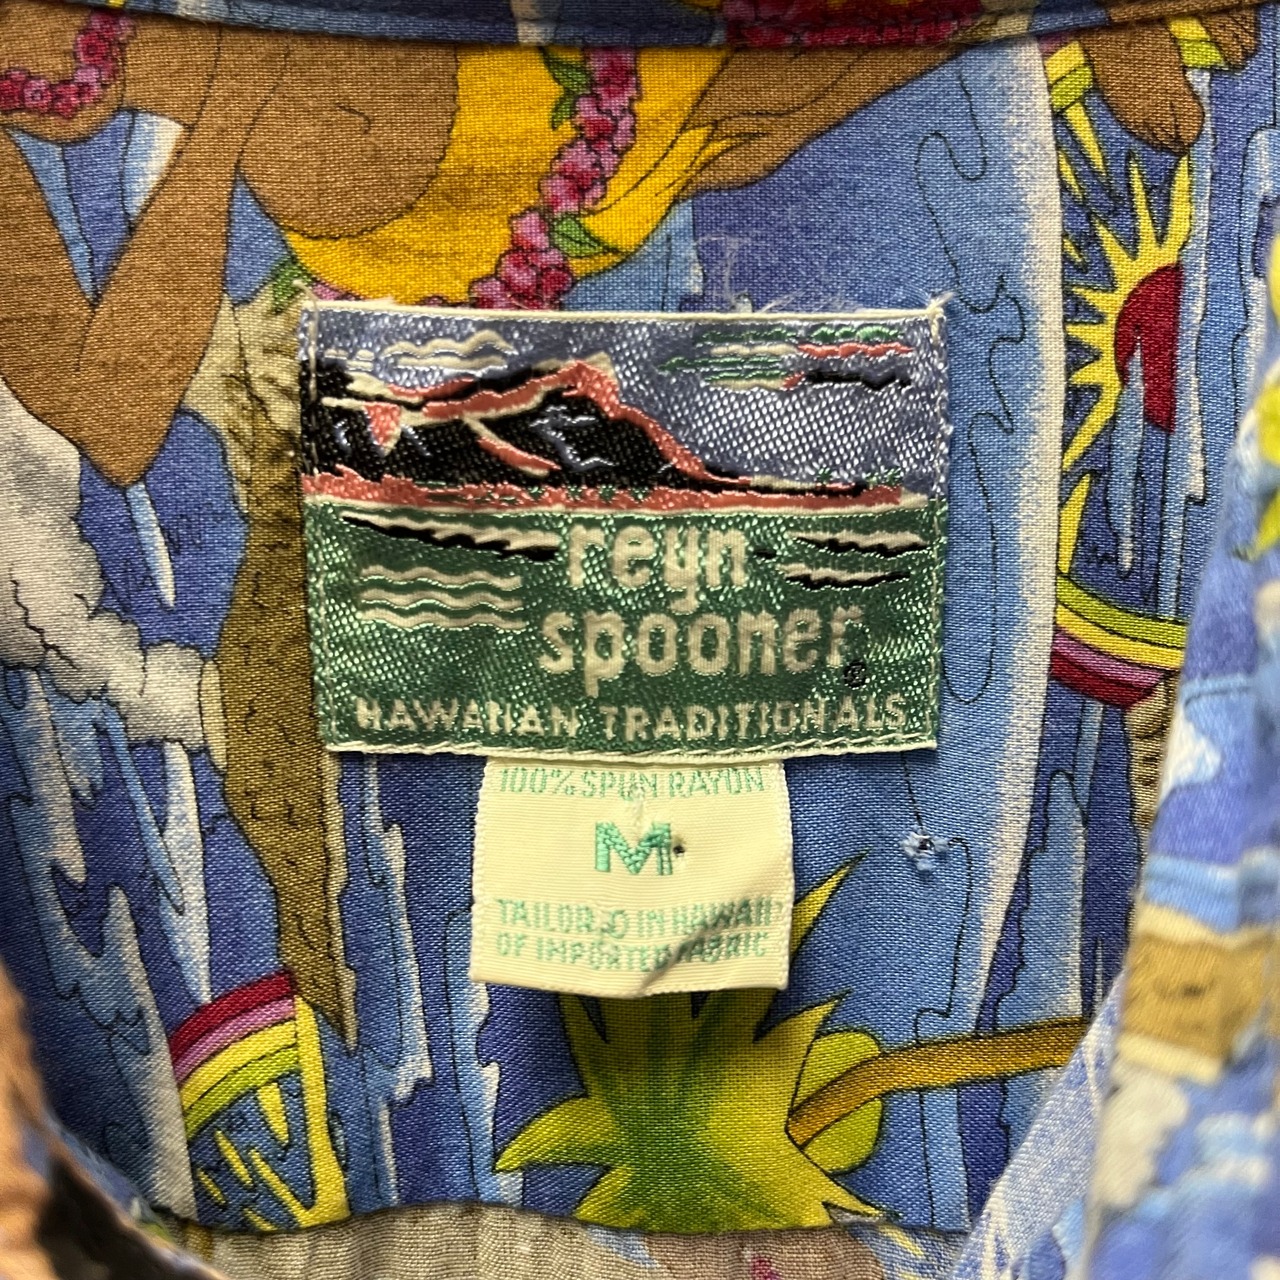 reyn
spooner®
HAWAIIAN TRADITIONALS
100% SPUN RAYON
M
TAILORED IN HAWAII
OF IMPORTED FABRIC